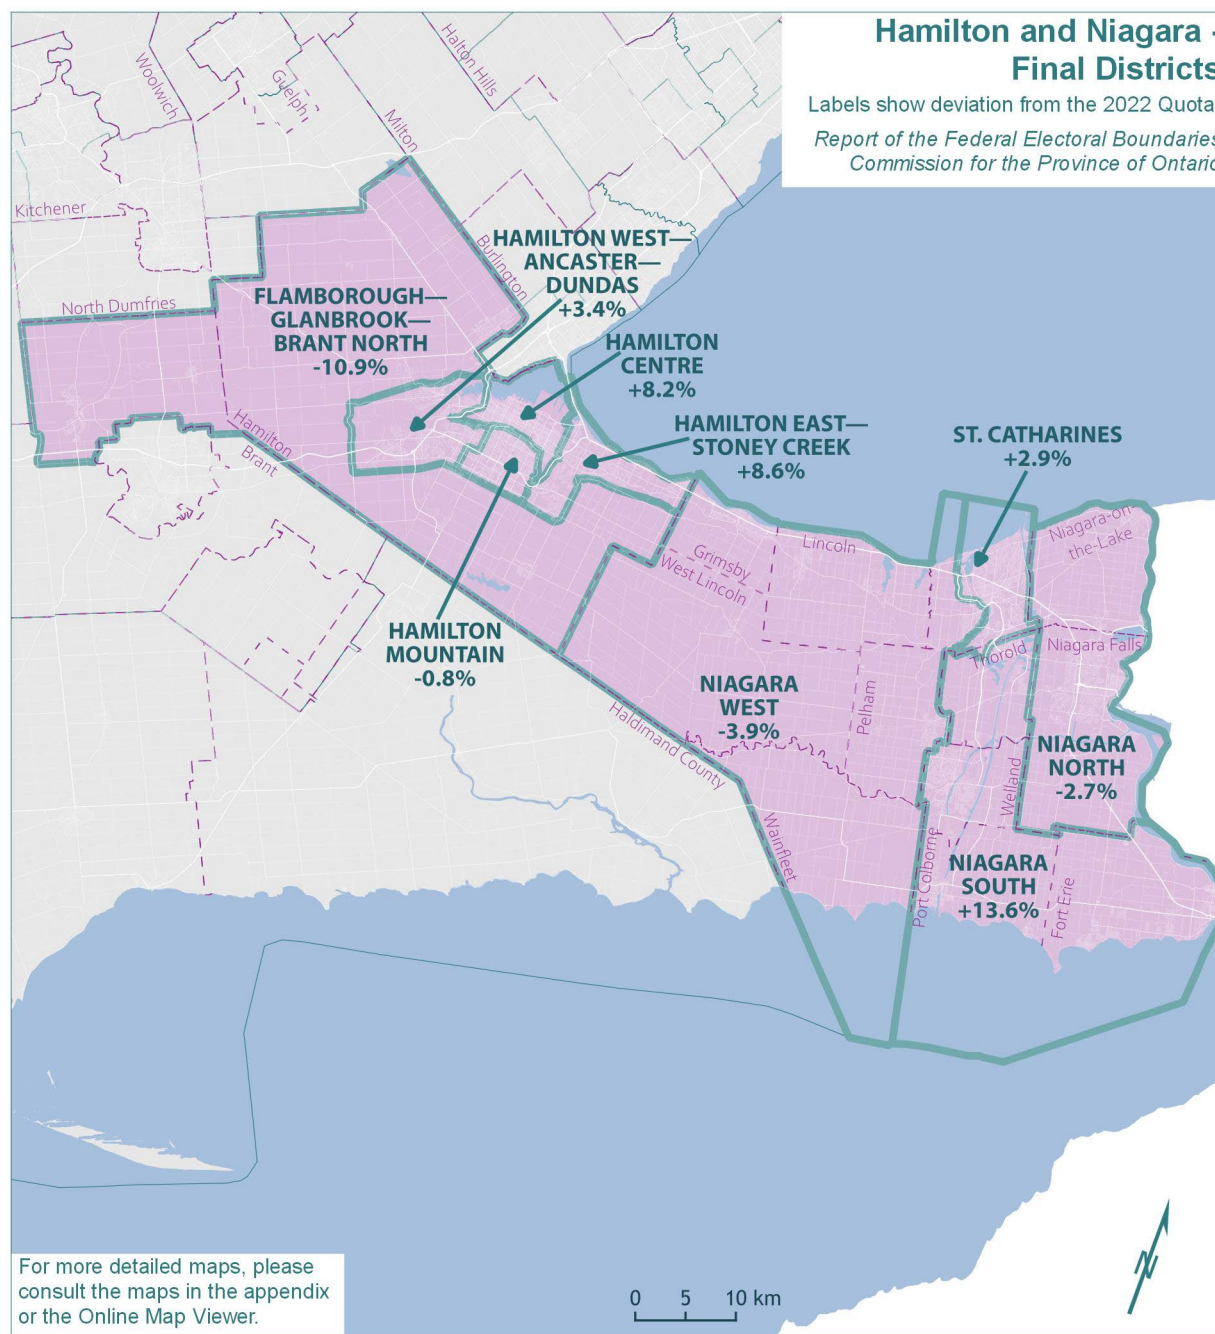 Hamilton and Niagara -
Final Districts
Labels show deviation from the 2022 Quota
Report of the Federal Electoral Boundaries
Commission for the Province of Ontario
Woolwich
Guelph
Halton Hills
Milton
Kitchener
Burlington
North Dumfries
HAMILTON WEST—
ANCASTER—
DUNDAS
+3.4%
FLAMBOROUGH—
GLANBROOK—
BRANT NORTH
-10.9%
HAMILTON
CENTRE
+8.2%
HAMILTON EAST—
STONEY CREEK
+8.6%
ST. CATHARINES
+2.9%
Hamilton
Brant
Niagara-on-
the-Lake
Lincoln
Grimsby
West Lincoln
HAMILTON
MOUNTAIN
-0.8%
Thorold
Niagara Falls
NIAGARA
WEST
-3.9%
Pelham
Haldimand County
NIAGARA
NORTH
-2.7%
Welland
Wainfleet
Port Colborne
NIAGARA
SOUTH
+13.6%
Fort Erie
For more detailed maps, please
consult the maps in the appendix
or the Online Map Viewer.
0 5 10 km
N